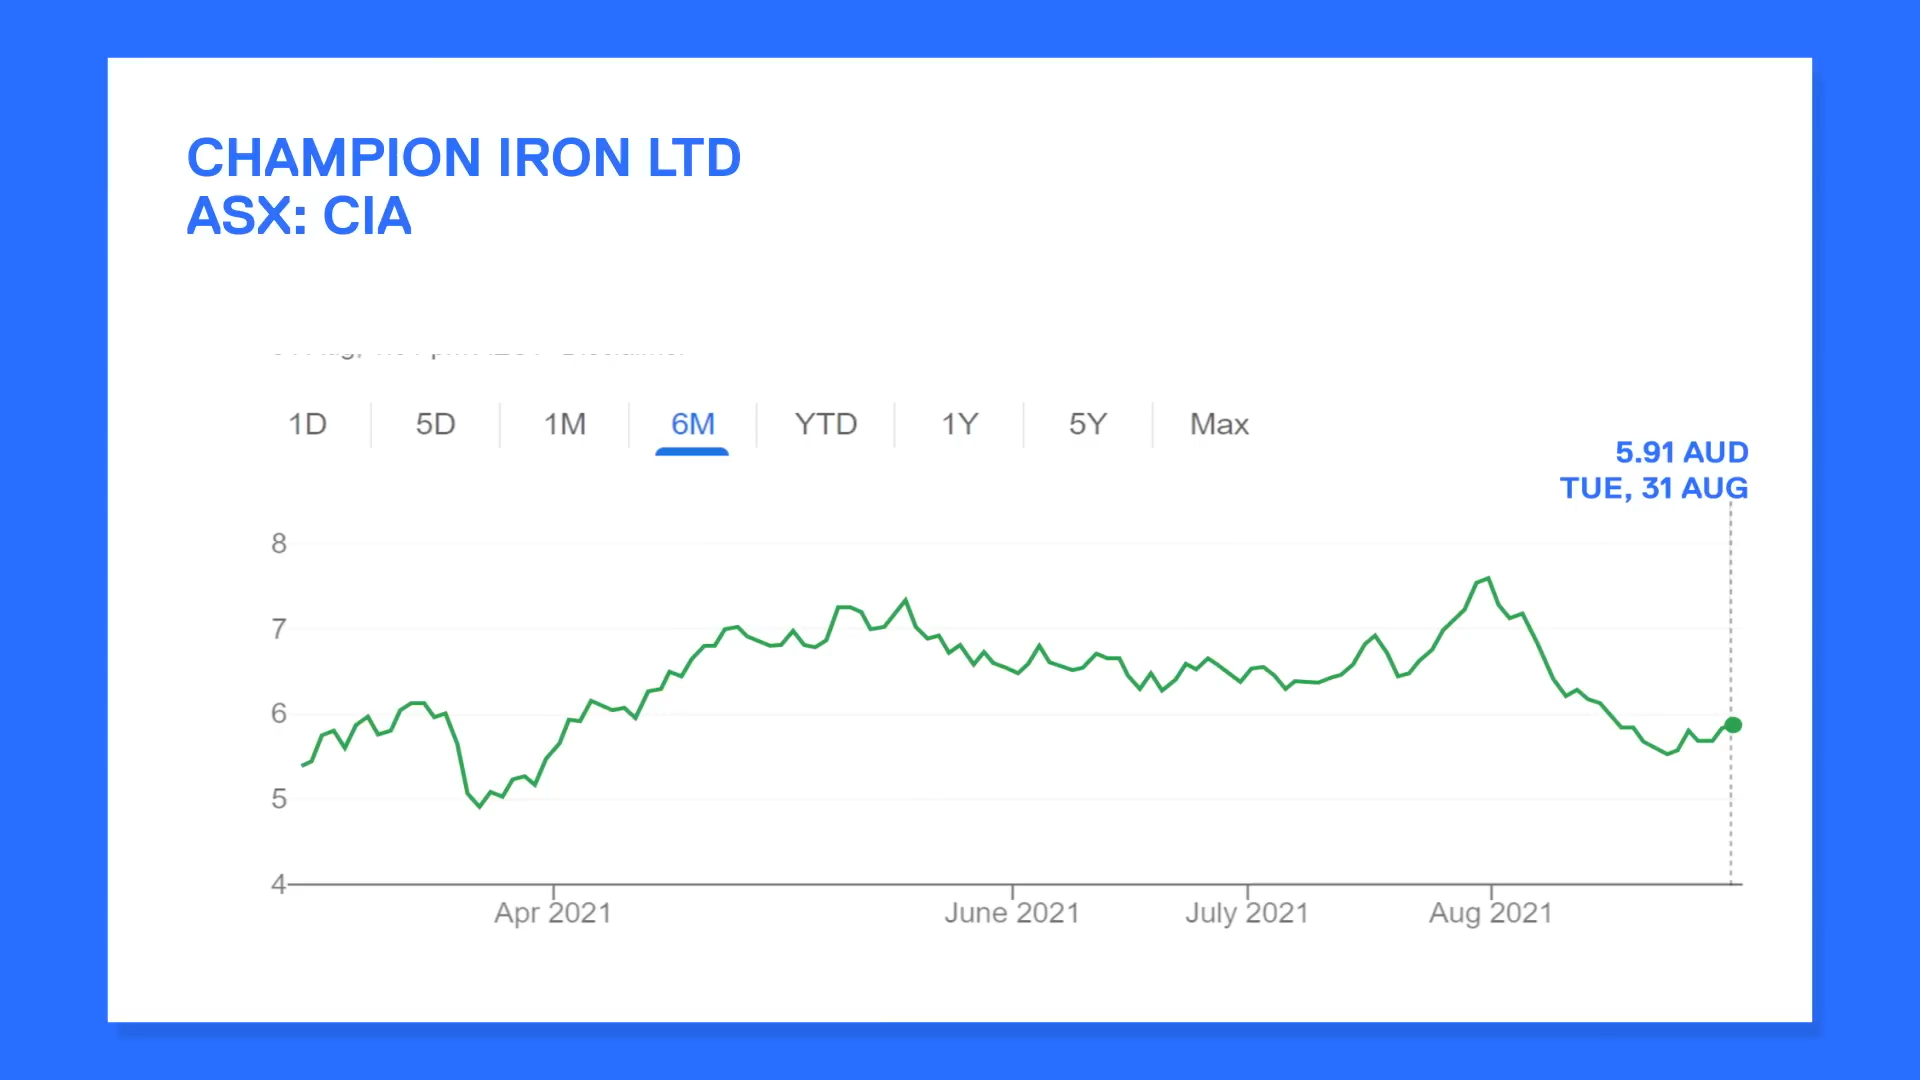 CHAMPION IRON LTD
ASX: CIA
1D 5D 1M 6M YTD 1Y 5Y Max
5.91 AUD
TUE, 31 AUG
8
7
6
5
4
Apr 2021 June 2021 July 2021 Aug 2021